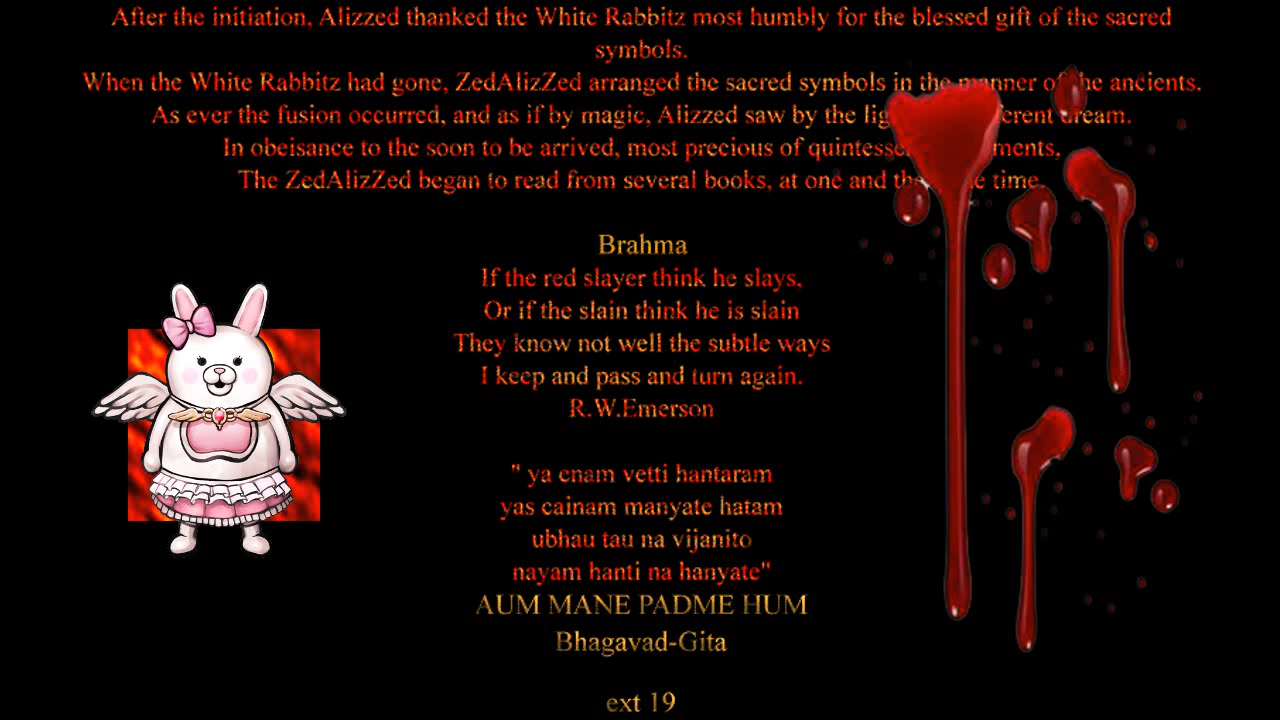 After the initiation, Alizzed thanked the White Rabbitz most humbly for the blessed gift of the sacred
symbols.
When the White Rabbitz had gone, ZedAlizZed arranged the sacred symbols in the manner of the ancients.
As ever the fusion occurred, and as if by magic, Alizzed saw by the dream.
In obeisance to the soon to be arrived, most precious of
The ZedAlizZed began to read from several books, at one and time.
Brahma
If the red slayer think he slays,
Or if the slain think he is slain
They know not well the subtle ways
I keep and pass and turn again.
R.W.Emerson
" ya enam vetti hantaram
yas cainam manyate hatam
ubhau tau na vijanito
nayam hanti na hanyate"
AUM MANE PADME HUM
Bhagavad-Gita
ext 19